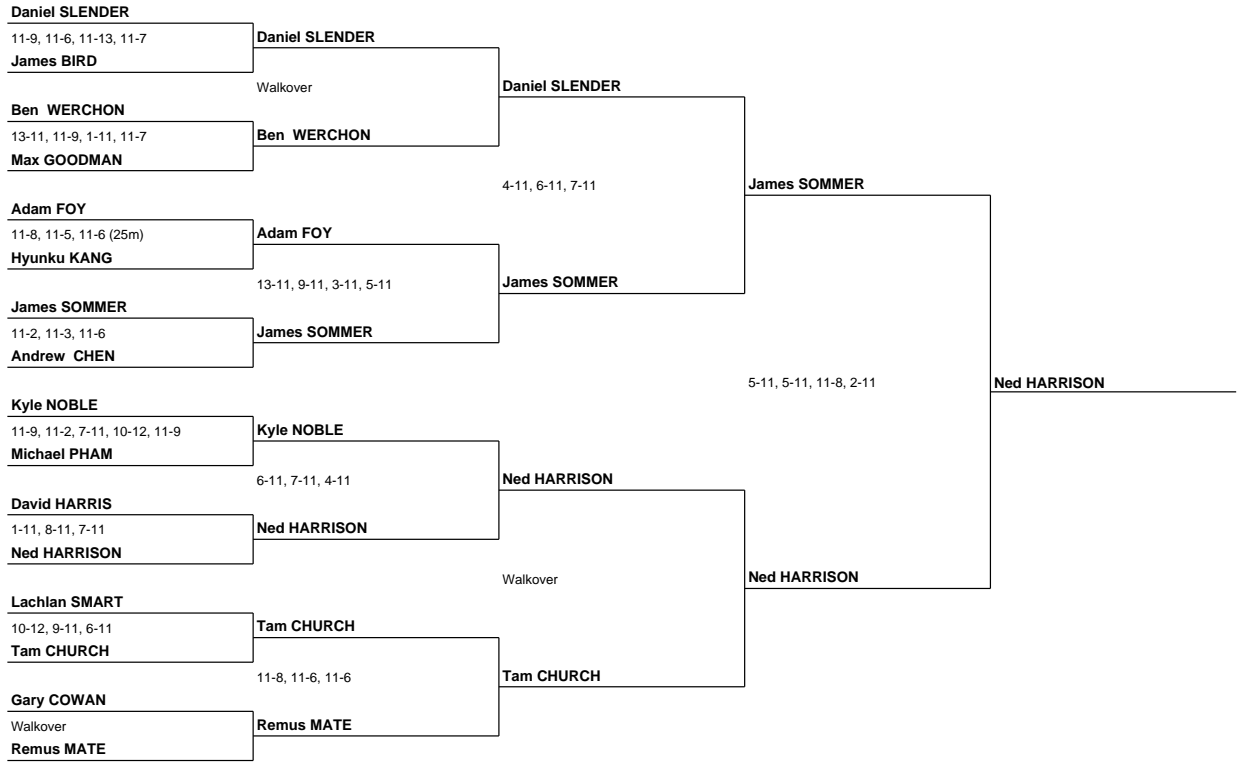 Daniel SLENDER
11-9, 11-6, 11-13, 11-7
James BIRD
Ben  WERCHON
13-11, 11-9, 1-11, 11-7
Max GOODMAN
Adam FOY
11-8, 11-5, 11-6 (25m)
Hyunku KANG
James SOMMER
11-2, 11-3, 11-6
Andrew  CHEN
Kyle NOBLE
11-9, 11-2, 7-11, 10-12, 11-9
Michael PHAM
David HARRIS
1-11, 8-11, 7-11
Ned HARRISON
Lachlan SMART
10-12, 9-11, 6-11
Tam CHURCH
Gary COWAN
Walkover
Remus MATE
Daniel SLENDER
Walkover
Ben  WERCHON
Adam FOY
13-11, 9-11, 3-11, 5-11
James SOMMER
Kyle NOBLE
6-11, 7-11, 4-11
Ned HARRISON
Tam CHURCH
11-8, 11-6, 11-6
Remus MATE
Daniel SLENDER
4-11, 6-11, 7-11
James SOMMER
Ned HARRISON
Walkover
Tam CHURCH
James SOMMER
5-11, 5-11, 11-8, 2-11
Ned HARRISON
Ned HARRISON